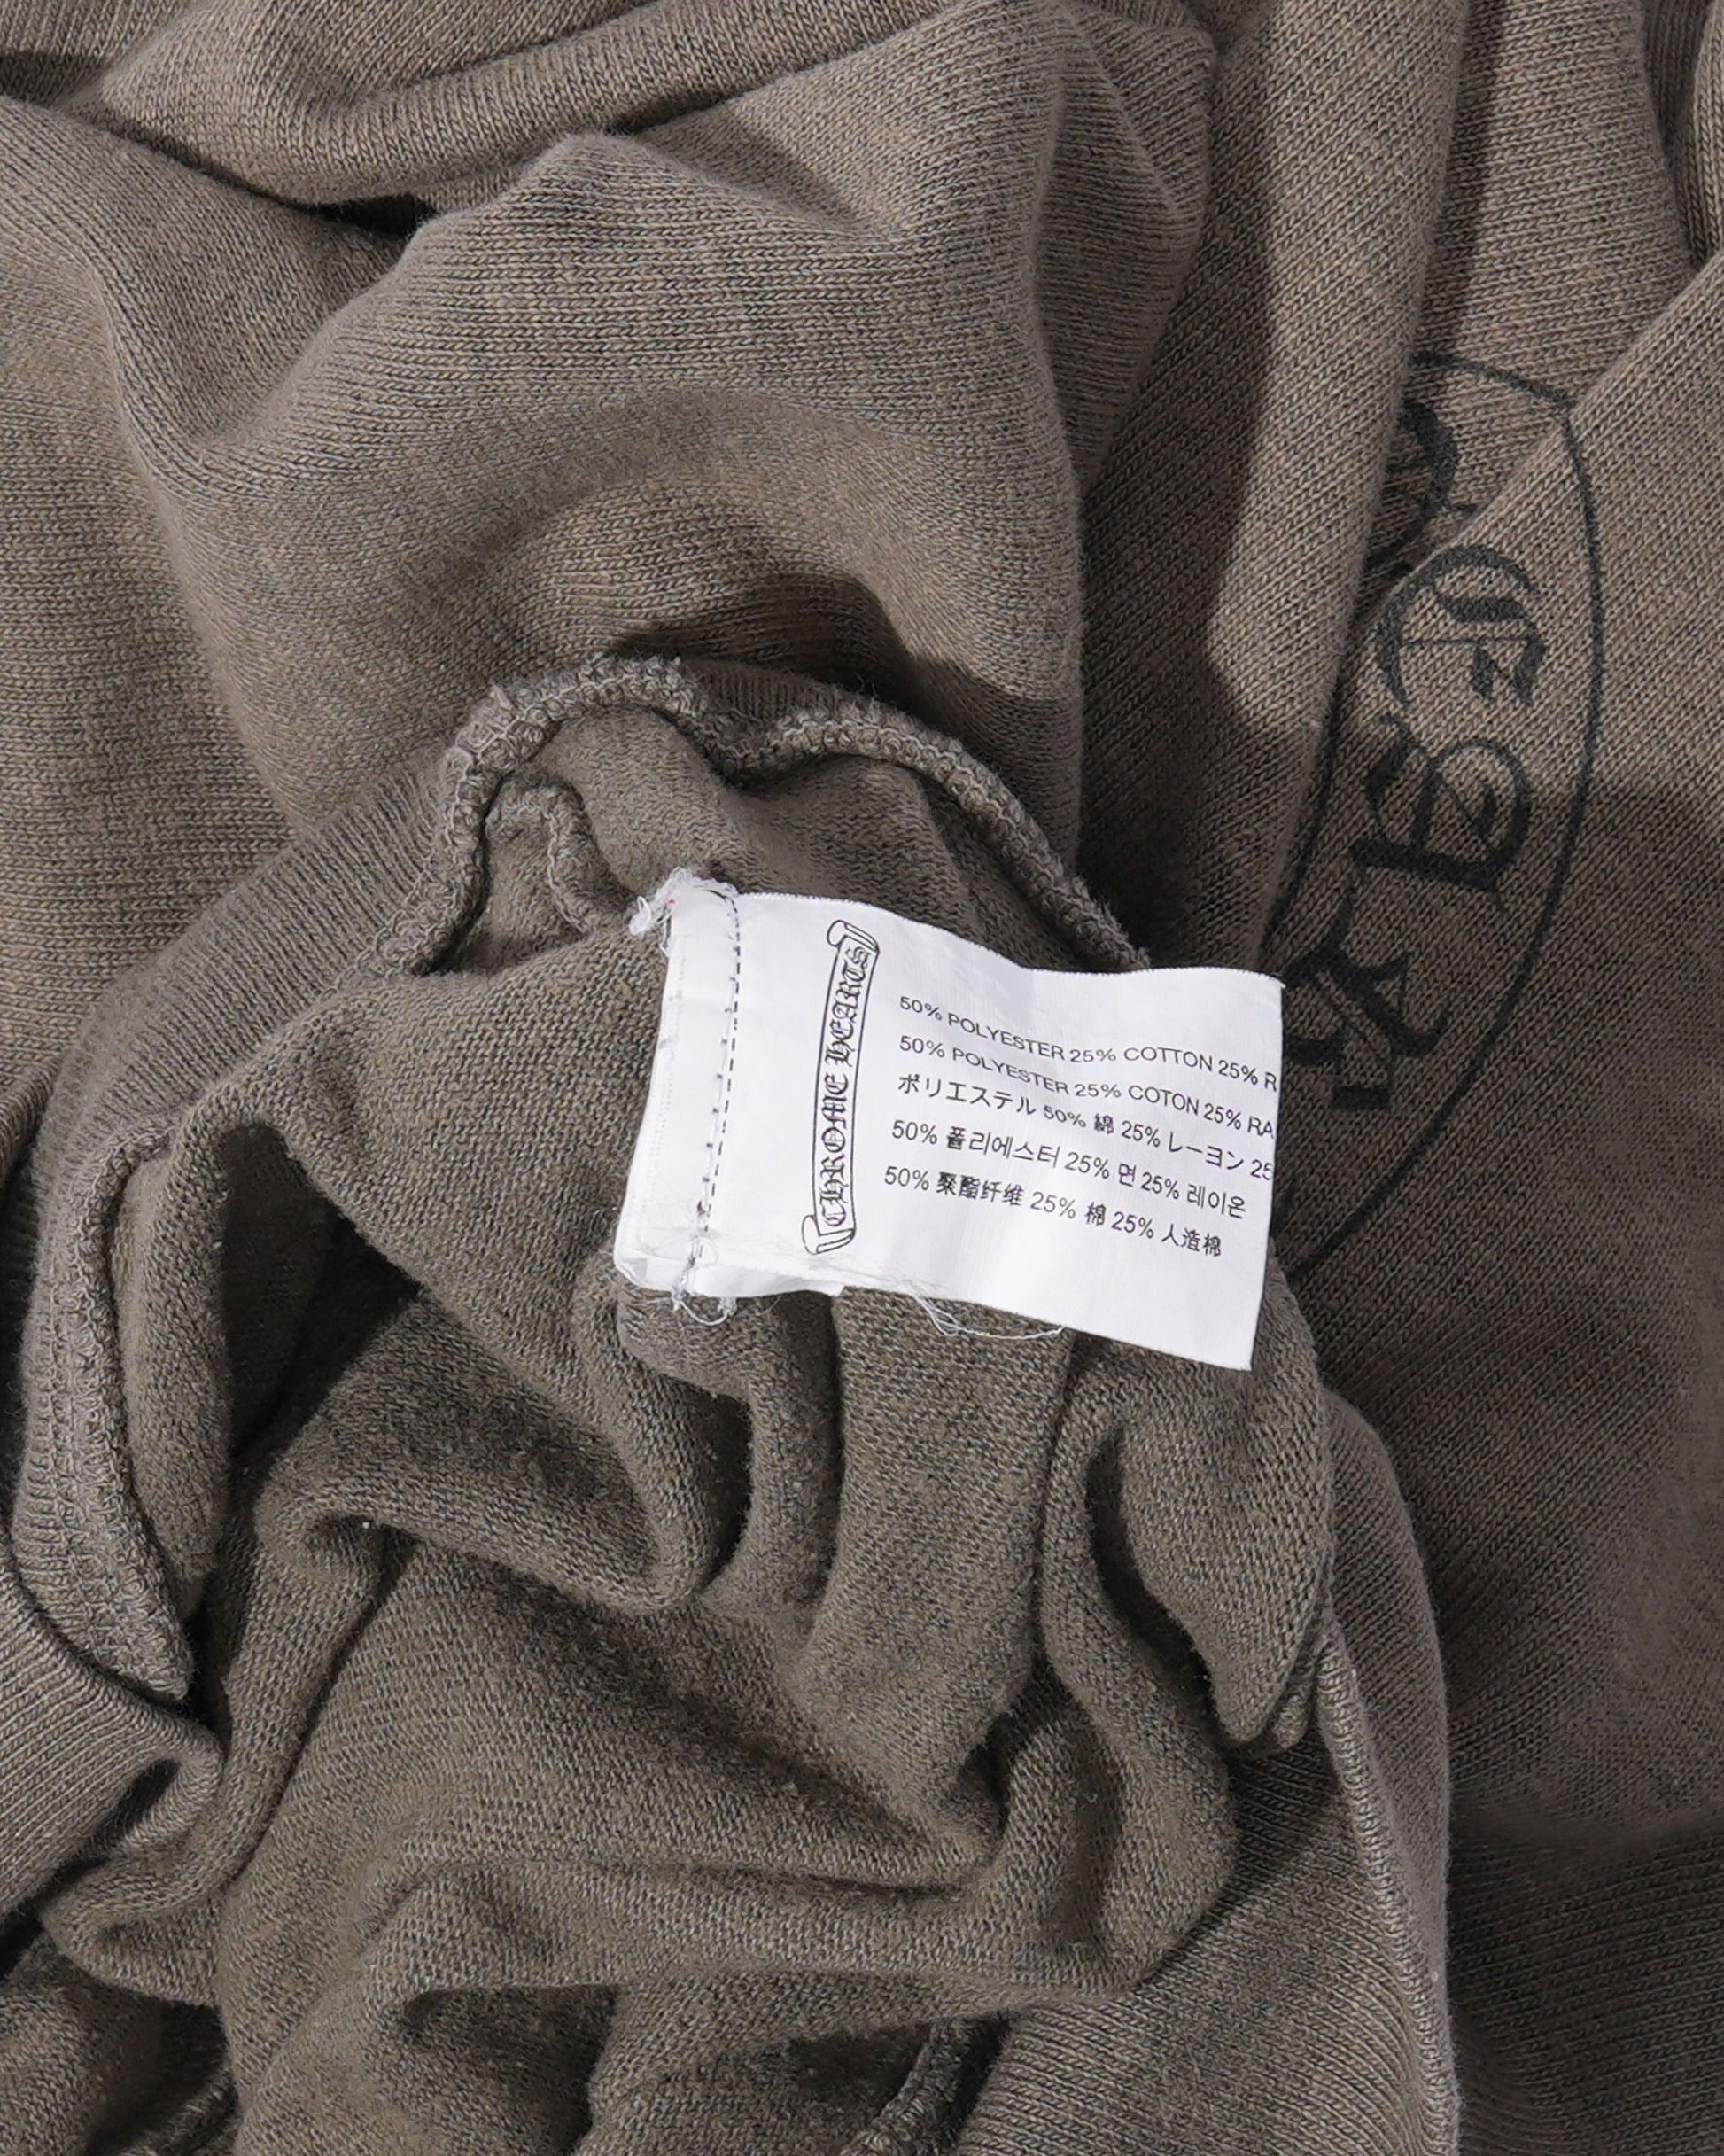 CHROME HEARTS
50% POLYESTER 25% COTTON 25% R
50% POLYESTER 25% COTON 25% RA
ポリエステル 50% 綿 25% レーヨン 25
50% 폴리에스터 25% 면 25% 레이온
50% 聚酯纤维 25% 棉 25% 人造棉